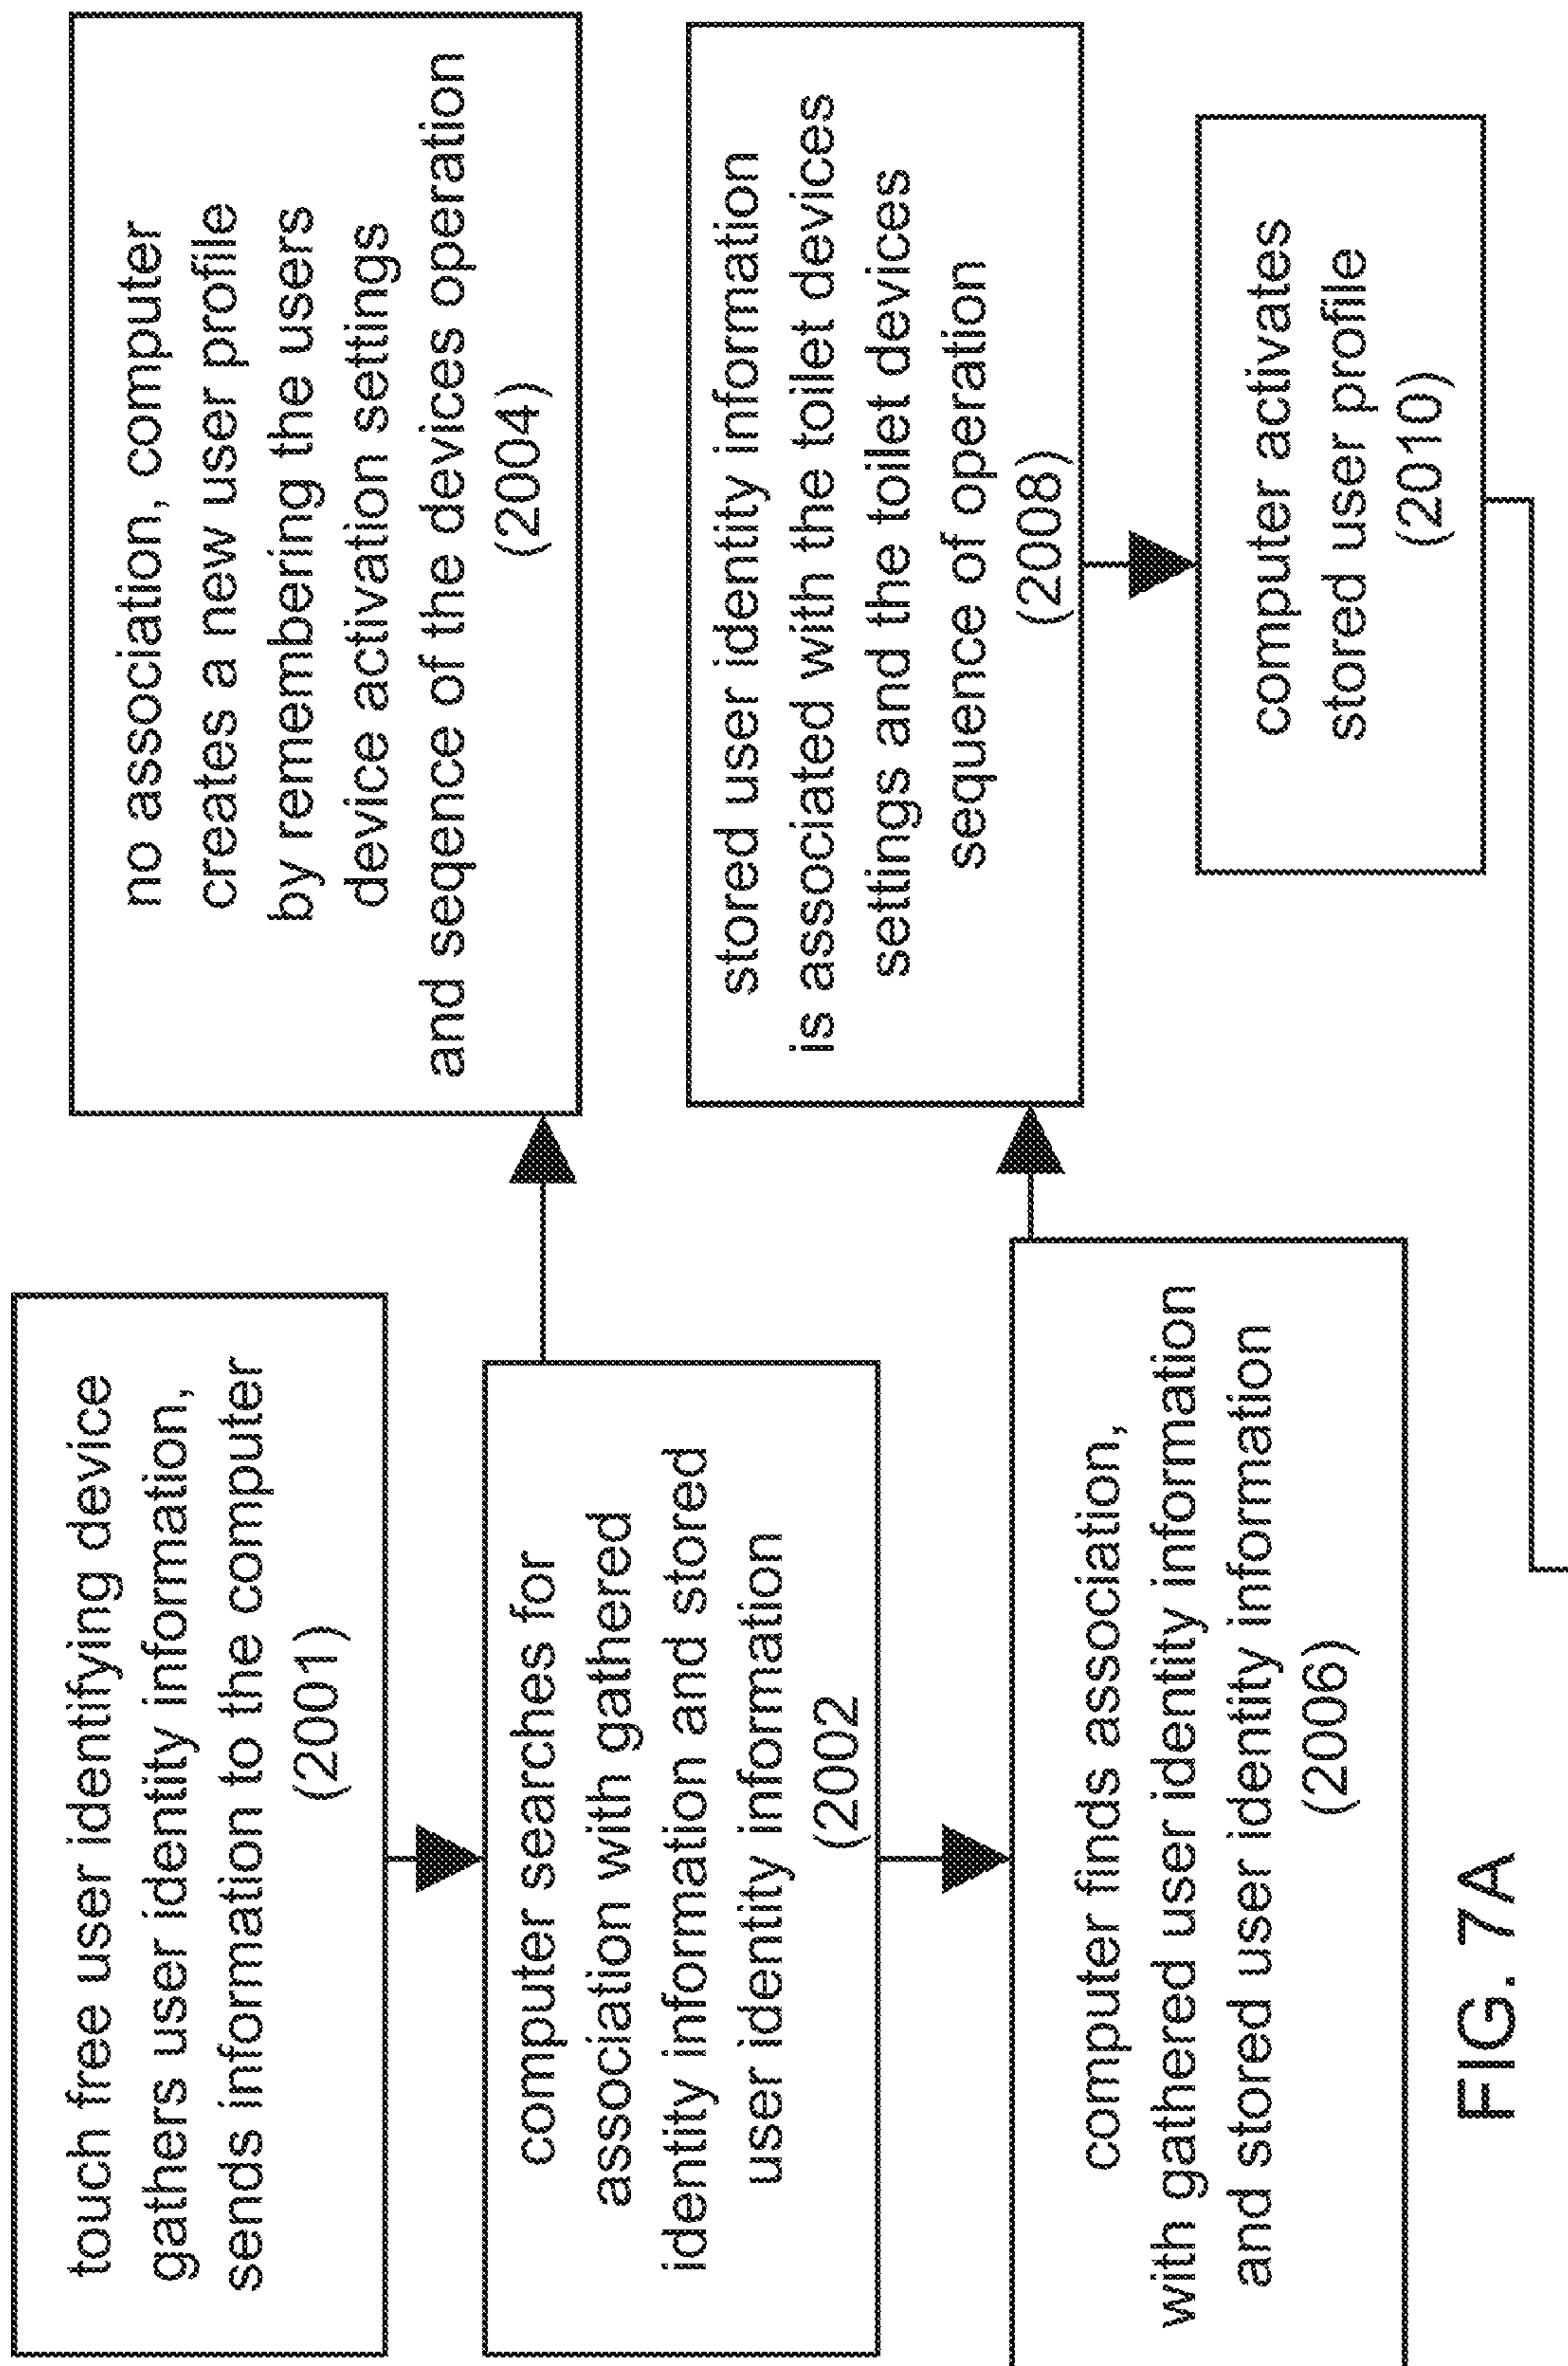 touch free user identifying device
gathers user identity information,
sends information to the computer
(2001)
computer searches for
association with gathered
identity information and stored
user identity information
(2002
no association, computer
creates a new user profile
by remembering the users
device activation settings
and seqence of the devices operation
(2004)
computer finds association,
with gathered user identity information
and stored user identity information
(2006)
stored user identity information
is associated with the toilet devices
settings and the toilet devices
sequence of operation
(2008)
computer activates
stored user profile
(2010)
FIG. 7A